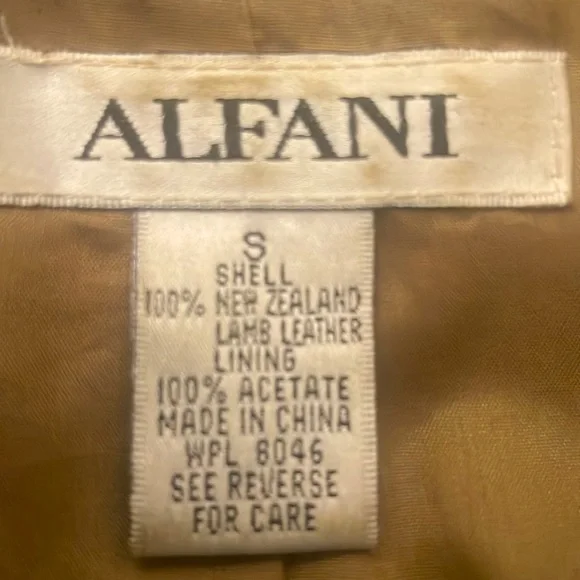 ALFANI
S
SHELL
100% NEW ZEALAND
LAMB LEATHER
LINING
100% ACETATE
MADE IN CHINA
WPL 8046
SEE REVERSE
FOR CARE